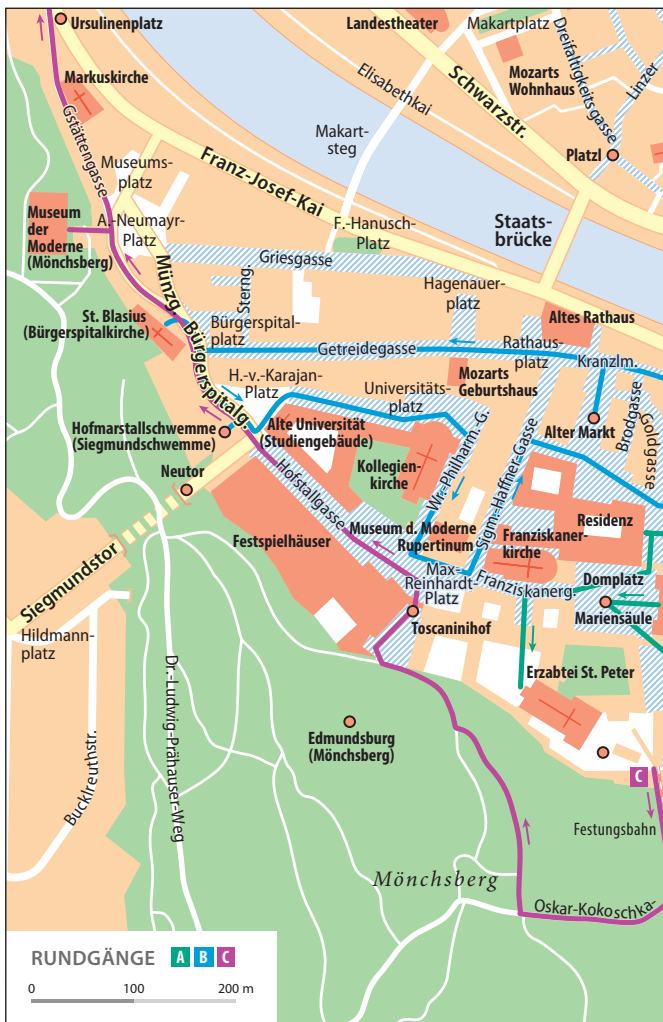 Ursulinenplatz
Landestheater
Makartplatz
Dreifaltigkeitsgasse
Linzer
Markuskirche
Mozarts
Wohnhaus
Schwarzstr.
Elisabethkai
Gstättengasse
Makart-
steg
Platzl
Museums-
platz
Franz-Josef-Kai
Museum
der
Moderne
(Mönchsberg)
A.-Neumayr-
Platz
F.-Hanusch-
Platz
Staats-
brücke
Griesgasse
Münzg.
Sterng.
Hagenauer-
platz
St. Blasius
(Bürgerspitalkirche)
Bürgerspital-
platz
Altes Rathaus
Rathaus-
platz
Getreidegasse
Kranzlm.
Bürgerspitalg.
H.-v.-Karajan-
Platz
Mozarts
Geburtshaus
Universitäts-
platz
Brodgasse
Goldgasse
Hofmarstallschwemme
(Siegmundschwemme)
Alte Universität
(Studiengebäude)
Alter Markt
Wr.-Philharm.-G.
Sigm.-Haffner-Gasse
Neutor
Kollegien-
kirche
Hofstallgasse
Residenz
Museum d. Moderne
Rupertinum
Franziskaner-
kirche
Festspielhäuser
Siegmundstor
Max-
Reinhardt-
Platz
Franziskanerg.
Domplatz
Mariensäule
Hildmann-
platz
Toscaninihof
Erzabtei St. Peter
Dr.-Ludwig-Prähauser-Weg
Bucklreuthstr.
Edmundsburg
(Mönchsberg)
C
Festungsbahn
Mönchsberg
Oskar-Kokoschka-
RUNDGÄNGE A B C
0 100 200 m